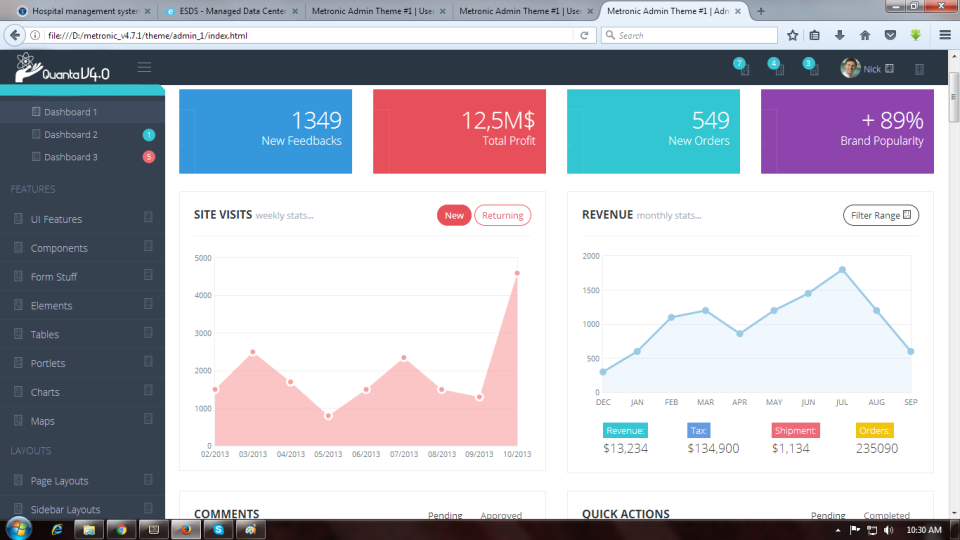 Hospital management system
ESDS - Managed Data Center
Metronic Admin Theme #1 | Use
Metronic Admin Theme #1 | Use
Metronic Admin Theme #1 | Adm
file:///D:/metronic_v4.7.1/theme/admin_1/index.html
Search
QuantaV4.0
7
4
3
Nick
Dashboard 1
Dashboard 2
1
Dashboard 3
5
FEATURES
UI Features
Components
Form Stuff
Elements
Tables
Portlets
Charts
Maps
LAYOUTS
Page Layouts
Sidebar Layouts
1349
New Feedbacks
12,5M$
Total Profit
549
New Orders
+ 89%
Brand Popularity
SITE VISITS weekly stats...
New
Returning
5000
4000
3000
2000
1000
0
02/2013 03/2013 04/2013 05/2013 06/2013 07/2013 08/2013 09/2013 10/2013
REVENUE monthly stats...
Filter Range
2000
1500
1000
500
0
DEC JAN FEB MAR APR MAY JUN JUL AUG SEP
Revenue: Tax: Shipment: Orders:
$13,234 $134,900 $1,134 235090
COMMENTS
Pending Approved
QUICK ACTIONS
Pending Completed
10:30 AM